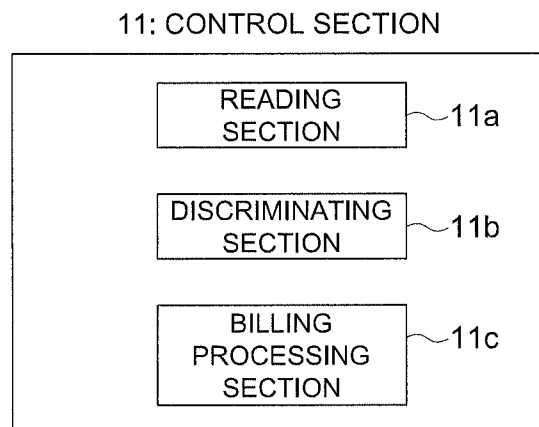 11: CONTROL SECTION
READING
SECTION
11a
DISCRIMINATING
SECTION
11b
BILLING
PROCESSING
SECTION
11c